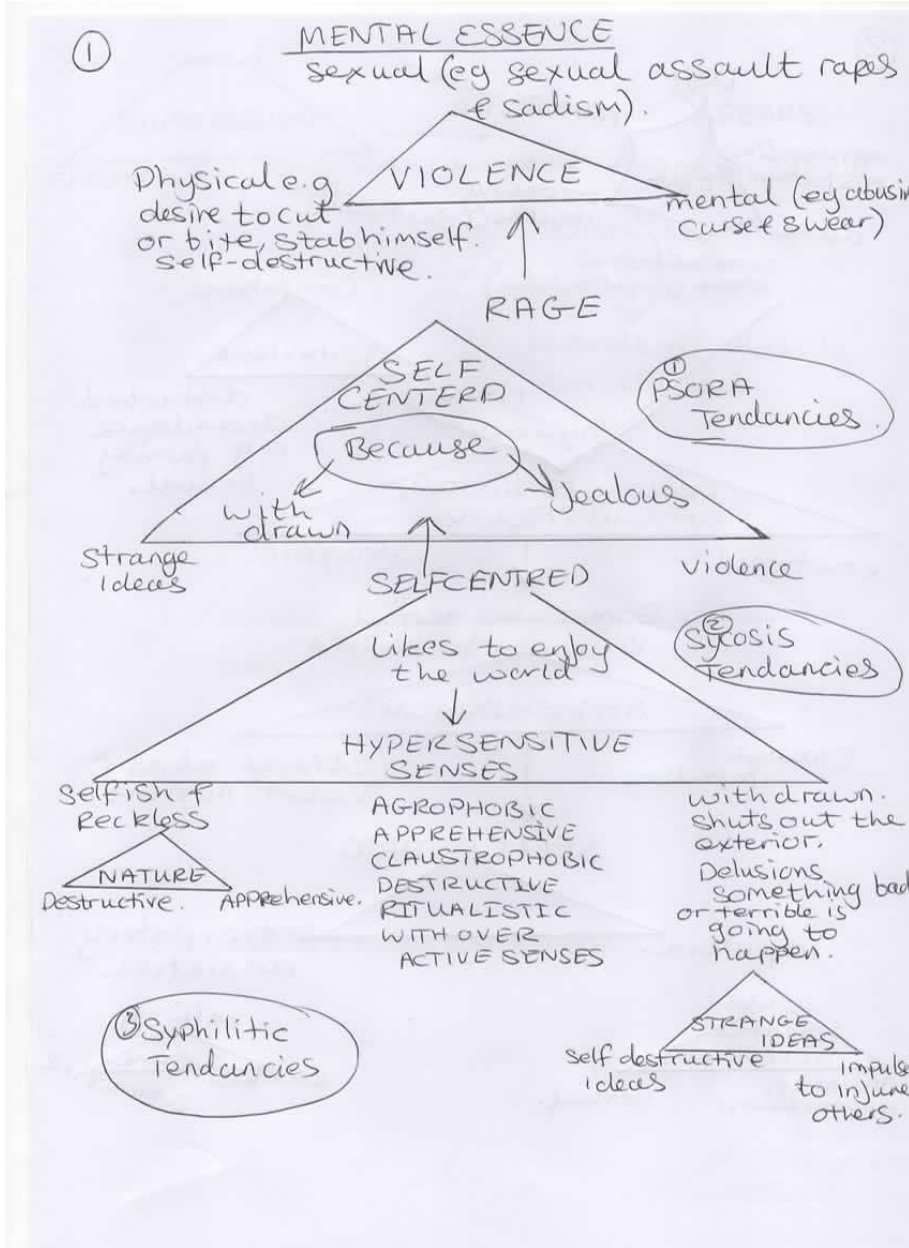 ①
MENTAL ESSENCE
sexual (eg sexual assault rapes
& sadism).
VIOLENCE
Physical e.g
desire to cut
or bite, stab himself.
self-destructive.
mental (eg abusin
curse & swear)
RAGE
SELF
CENTERD
Because
with
drawn
Jealous
① PSORA
Tendancies.
Strange
Ideas
violence
SELFCENTRED
Likes to enjoy
the world
② Sycosis
Tendancies
HYPERSENSITIVE
SENSES
Selfish &
Reckless
NATURE
Destructive. Apprehensive.
AGROPHOBIC
APPREHENSIVE
CLAUSTROPHOBIC
DESTRUCTIVE
RITUALISTIC
WITH OVER
ACTIVE SENSES
withdrawn.
Shuts out the
exterior.
Delusions
something bad
or terrible is
going to
happen.
STRANGE
IDEAS
Self destructive
ideas
Impulse
to injure
others.
③ Syphilitic
Tendancies